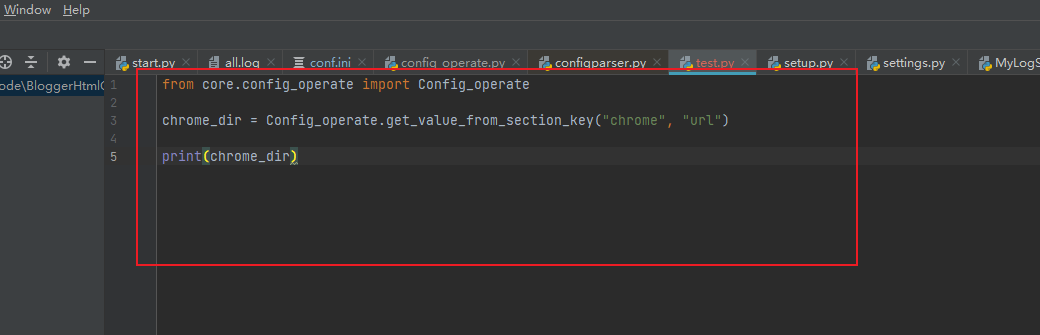 Window Help
start.py all.log conf.ini config_operate.py configparser.py test.py setup.py settings.py MyLogS
ode\BloggerHtmlC
1 from core.config_operate import Config_operate
2
3 chrome_dir = Config_operate.get_value_from_section_key("chrome", "url")
4
5 print(chrome_dir)